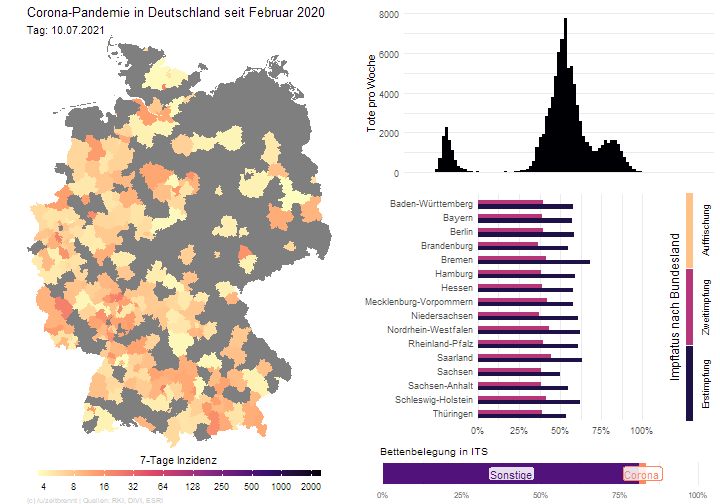 Corona-Pandemie in Deutschland seit Februar 2020
Tag: 10.07.2021
7-Tage Inzidenz
4 8 16 32 64 128 250 500 1000 2000
Quellen: RKI, DIVI, ESRI
Tote pro Woche
8000
6000
4000
2000
0
Baden-Württemberg
Bayern
Berlin
Brandenburg
Bremen
Hamburg
Hessen
Mecklenburg-Vorpommern
Niedersachsen
Nordrhein-Westfalen
Rheinland-Pfalz
Saarland
Sachsen
Sachsen-Anhalt
Schleswig-Holstein
Thüringen
0% 25% 50% 75% 100%
Impfstatus nach Bundesland
Auffrischung
Zweitimpfung
Erstimpfung
Bettenbelegung in ITS
Sonstige
Corona
0% 25% 50% 75% 100%